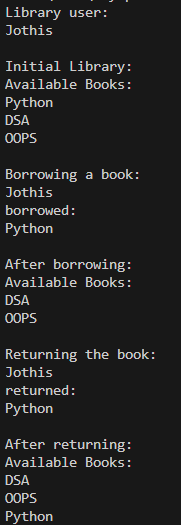 Library user:
Jothis
Initial Library:
Available Books:
Python
DSA
OOPS
Borrowing a book:
Jothis
borrowed:
Python
After borrowing:
Available Books:
DSA
OOPS
Returning the book:
Jothis
returned:
Python
After returning:
Available Books:
DSA
OOPS
Python